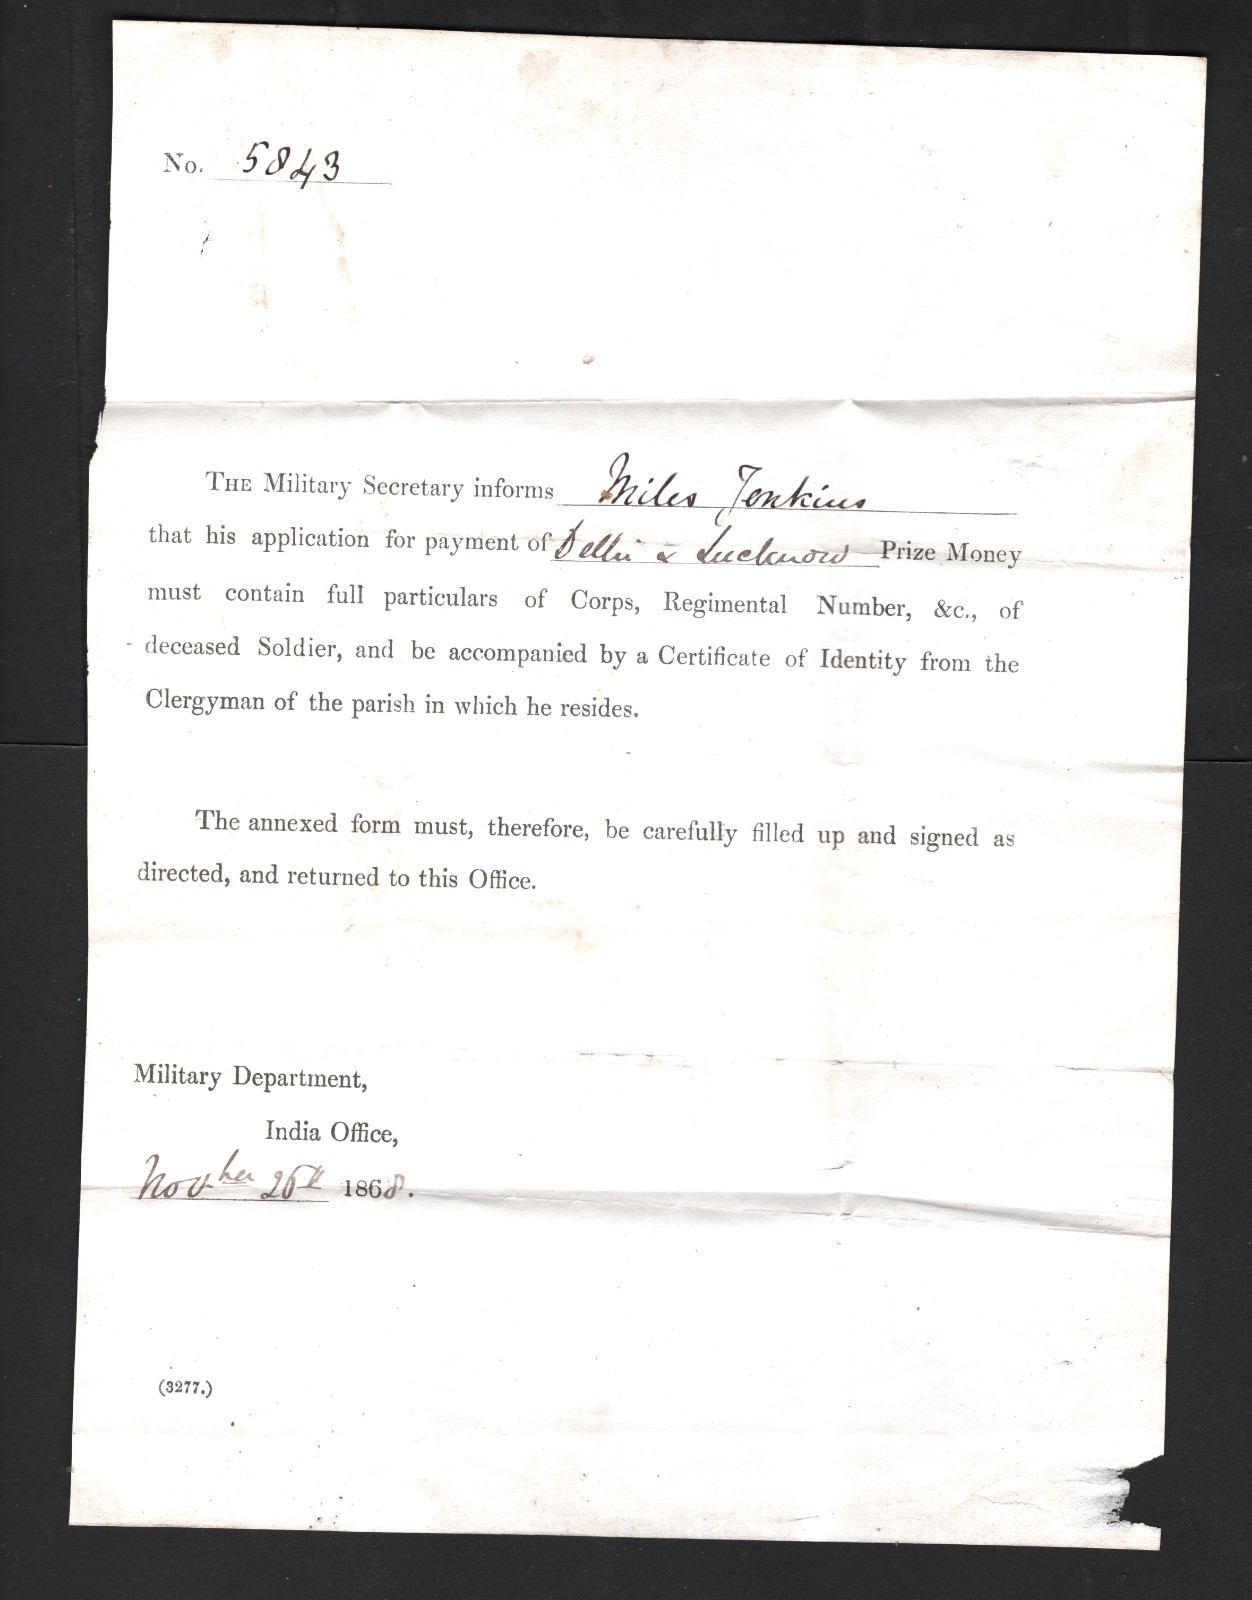 No. 5843
THE Military Secretary informs Miles Jenkins
that his application for payment of Delhi & Lucknow Prize Money
must contain full particulars of Corps, Regimental Number, &c., of
deceased Soldier, and be accompanied by a Certificate of Identity from the
Clergyman of the parish in which he resides.
The annexed form must, therefore, be carefully filled up and signed as
directed, and returned to this Office.
Military Department,
India Office,
Novber 1868.
(3277.)